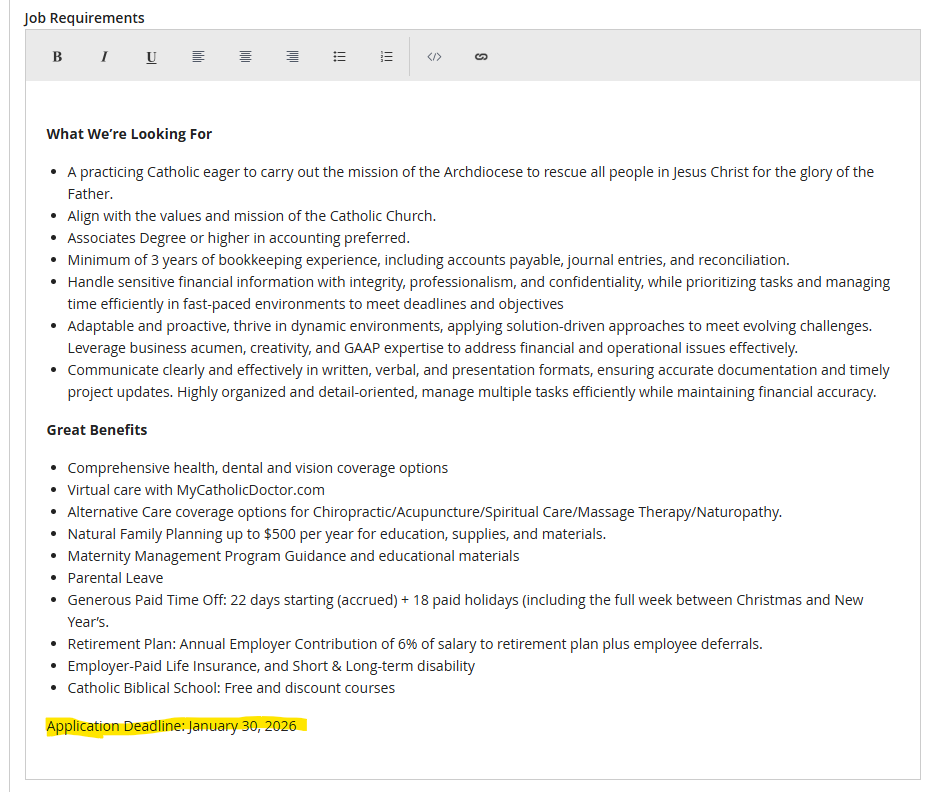 Job Requirements
B I U
What We’re Looking For
A practicing Catholic eager to carry out the mission of the Archdiocese to rescue all people in Jesus Christ for the glory of the
Father.
Align with the values and mission of the Catholic Church.
Associates Degree or higher in accounting preferred.
Minimum of 3 years of bookkeeping experience, including accounts payable, journal entries, and reconciliation.
Handle sensitive financial information with integrity, professionalism, and confidentiality, while prioritizing tasks and managing
time efficiently in fast-paced environments to meet deadlines and objectives
Adaptable and proactive, thrive in dynamic environments, applying solution-driven approaches to meet evolving challenges.
Leverage business acumen, creativity, and GAAP expertise to address financial and operational issues effectively.
Communicate clearly and effectively in written, verbal, and presentation formats, ensuring accurate documentation and timely
project updates. Highly organized and detail-oriented, manage multiple tasks efficiently while maintaining financial accuracy.
Great Benefits
Comprehensive health, dental and vision coverage options
Virtual care with MyCatholicDoctor.com
Alternative Care coverage options for Chiropractic/Acupuncture/Spiritual Care/Massage Therapy/Naturopathy.
Natural Family Planning up to $500 per year for education, supplies, and materials.
Maternity Management Program Guidance and educational materials
Parental Leave
Generous Paid Time Off: 22 days starting (accrued) + 18 paid holidays (including the full week between Christmas and New
Year’s.
Retirement Plan: Annual Employer Contribution of 6% of salary to retirement plan plus employee deferrals.
Employer-Paid Life Insurance, and Short & Long-term disability
Catholic Biblical School: Free and discount courses
Application Deadline: January 30, 2026